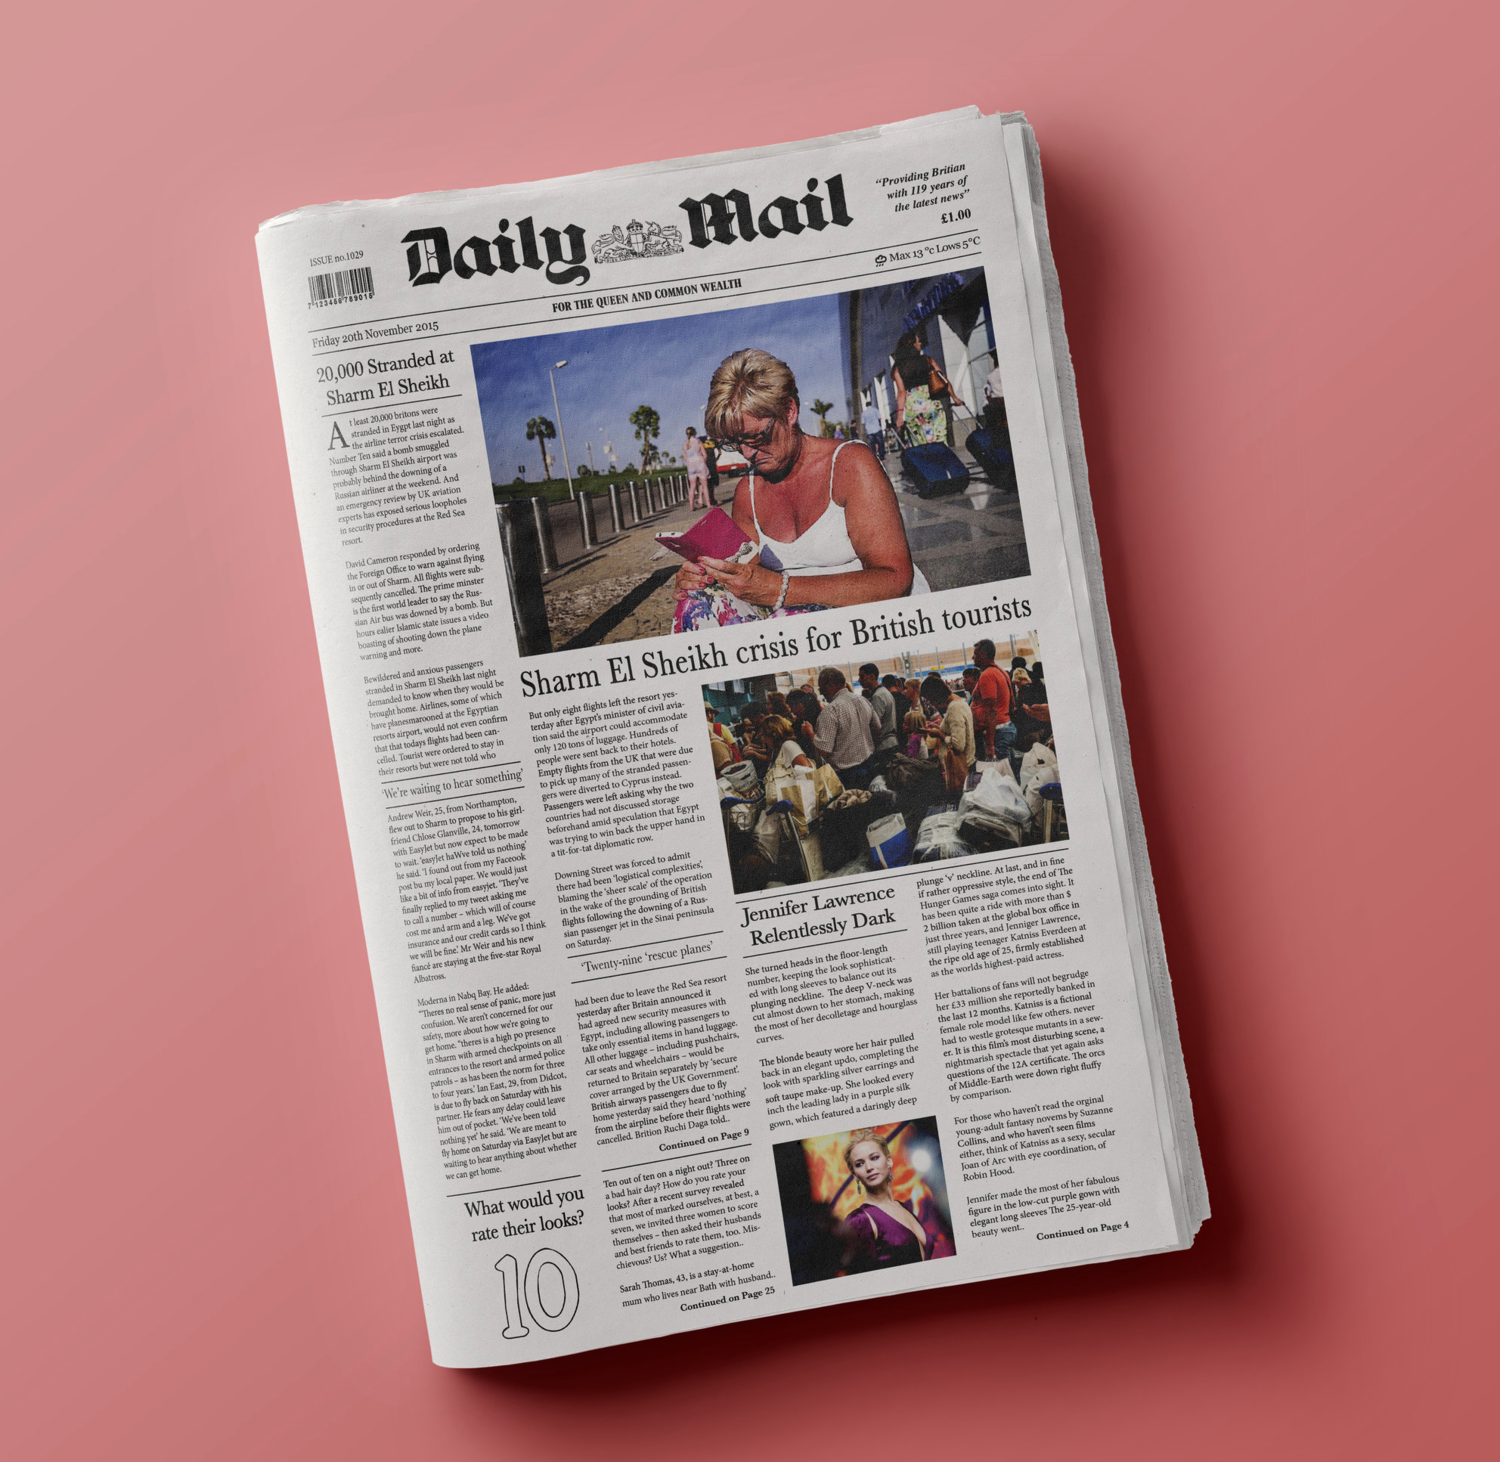 ISSUE no.1029
7"123456"789015"
Daily Mail
"Providing Britian
with 119 years of
the latest news"
£1.00
FOR THE QUEEN AND COMMON WEALTH
Max 13 °c Lows 5°C
Friday 20th November 2015
20,000 Stranded at
Sharm El Sheikh
At least 20,000 britons were
stranded in Eygpt last night as
the airline terror crisis escalated.
Number Ten said a bomb smuggled
through Sharm El Sheikh airport was
probably behind the downing of a
Russian airliner at the weekend. And
an emergency review by UK aviation
experts has exposed serious loopholes
in security procedures at the Red Sea
resort.
David Cameron responded by ordering
the Foreign Office to warn against flying
in or out of Sharm. All flights were sub-
sequently cancelled. The prime minster
is the first world leader to say the Rus-
sian Air bus was downed by a bomb. But
hours ealier Islamic state issues a video
boasting of shooting down the plane
warning and more.
Bewildered and anxious passengers
stranded in Sharm El Sheikh last night
demanded to know when they would be
brought home. Airlines, some of which
have planesmarooned at the Egyptian
resorts airport, would not even confirm
that that todays flights had been can-
celled. Tourist were ordered to stay in
their resorts but were not told who
'We're waiting to hear something'
Andrew Weir, 25, from Northampton,
flew out to Sharm to propose to his girl-
friend Chlose Glanville, 24, tomorrow
with EasyJet but now expect to be made
to wait. 'easyJet haWve told us nothing'
he said. 'I found out from my Faceook
post bu my local paper. We would just
like a bit of info from easyjet. 'They've
finally replied to my tweet asking me
to call a number – which will of course
cost me and arm and a leg. We've got
insurance and our credit cards so I think
we will be fine.' Mr Weir and his new
fiancé are staying at the five-star Royal
Albatross.
Moderna in Nabq Bay. He added:
"Theres no real sense of panic, more just
confusion. We aren't concerned for our
safety, more about how we're going to
get home. "theres is a high po presence
in Sharm with armed checkpoints on all
entrances to the resort and armed police
patrols – as has been the norm for three
to four years.' Ian East, 29, from Didcot,
is due to fly back on Saturday with his
partner. He fears any delay could leave
him out of pocket. 'We've been told
nothing yet' he said. 'We are meant to
fly home on Saturday via EasyJet but are
waiting to hear anything about whether
we can get home.
What would you
rate their looks?
10
Sharm El Sheikh crisis for British tourists
But only eight flights left the resort yes-
terday after Egypt's minister of civil avia-
tion said the airport could accommodate
only 120 tons of luggage. Hundreds of
people were sent back to their hotels.
Empty flights from the UK that were due
to pick up many of the stranded passen-
gers were diverted to Cyprus instead.
Passengers were left asking why the two
countries had not discussed storage
beforehand amid speculation that Egypt
was trying to win back the upper hand in
a tit-for-tat diplomatic row.
Downing Street was forced to admit
there had been 'logistical complexities',
blaming the 'sheer scale' of the operation
in the wake of the grounding of British
flights following the downing of a Rus-
sian passenger jet in the Sinai peninsula
on Saturday.
'Twenty-nine 'rescue planes'
had been due to leave the Red Sea resort
yesterday after Britain announced it
had agreed new security measures with
Egypt, including allowing passengers to
take only essential items in hand luggage.
All other luggage – including pushchairs,
car seats and wheelchairs – would be
returned to Britain separately by 'secure
cover arranged by the UK Government'.
British airways passengers due to fly
home yesterday said they heard 'nothing'
from the airpline before their flights were
cancelled. Brition Ruchi Daga told..
Continued on Page 9
Ten out of ten on a night out? Three on
a bad hair day? How do you rate your
looks? After a recent survey revealed
that most of marked ourselves, at best, a
seven, we invited three women to score
themselves – then asked their husbands
and best friends to rate them, too. Mis-
chievous? Us? What a suggestion..
Sarah Thomas, 43, is a stay-at-home
mum who lives near Bath with husband..
Continued on Page 25
Jennifer Lawrence
Relentlessly Dark
She turned heads in the floor-length
number, keeping the look sophisticat-
ed with long sleeves to balance out its
plunging neckline. The deep V-neck was
cut almost down to her stomach, making
the most of her decolletage and hourglass
curves.
The blonde beauty wore her hair pulled
back in an elegant updo, completing the
look with sparkling silver earrings and
soft taupe make-up. She looked every
inch the leading lady in a purple silk
gown, which featured a daringly deep
plunge 'v' neckline. At last, and in fine
if rather oppressive style, the end of The
Hunger Games saga comes into sight. It
has been quite a ride with more than $
2 billion taken at the global box office in
just three years, and Jenniger Lawrence,
still playing teenager Katniss Everdeen at
the ripe old age of 25, firmly established
as the worlds highest-paid actress.
Her battalions of fans will not begrudge
her £33 million she reportedly banked in
the last 12 months. Katniss is a fictional
female role model like few others. never
had to westle grotesque mutants in a sew-
er. It is this film's most disturbing scene, a
nightmarish spectacle that yet again asks
questions of the 12A certificate. The orcs
of Middle-Earth were down right fluffy
by comparison.
For those who haven't read the orginal
young-adult fantasy novems by Suzanne
Collins, and who haven't seen films
either, think of Katniss as a sexy, secular
Joan of Arc with eye coordination, of
Robin Hood.
Jennifer made the most of her fabulous
figure in the low-cut purple gown with
elegant long sleeves The 25-year-old
beauty went..
Continued on Page 4